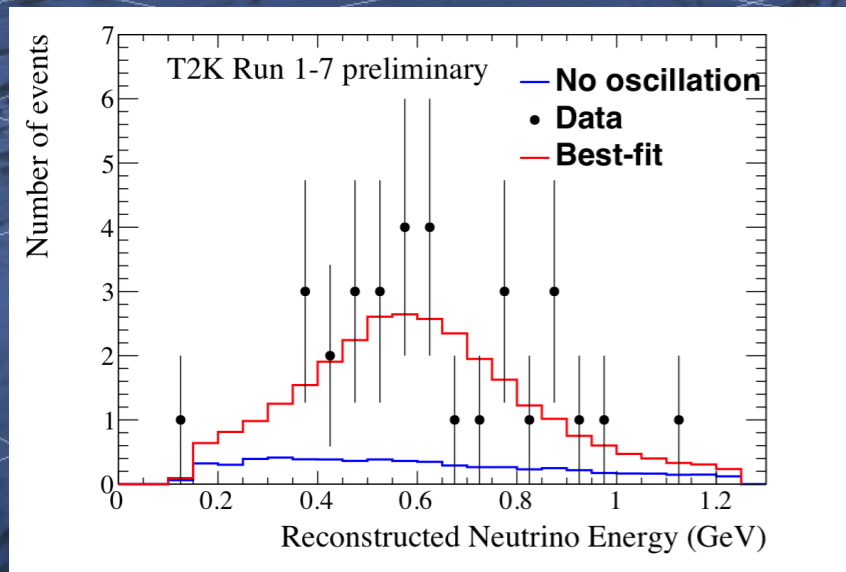 T2K Run 1-7 preliminary
No oscillation
Data
Best-fit
Number of events
7
6
5
4
3
2
1
0
0 0.2 0.4 0.6 0.8 1 1.2
Reconstructed Neutrino Energy (GeV)